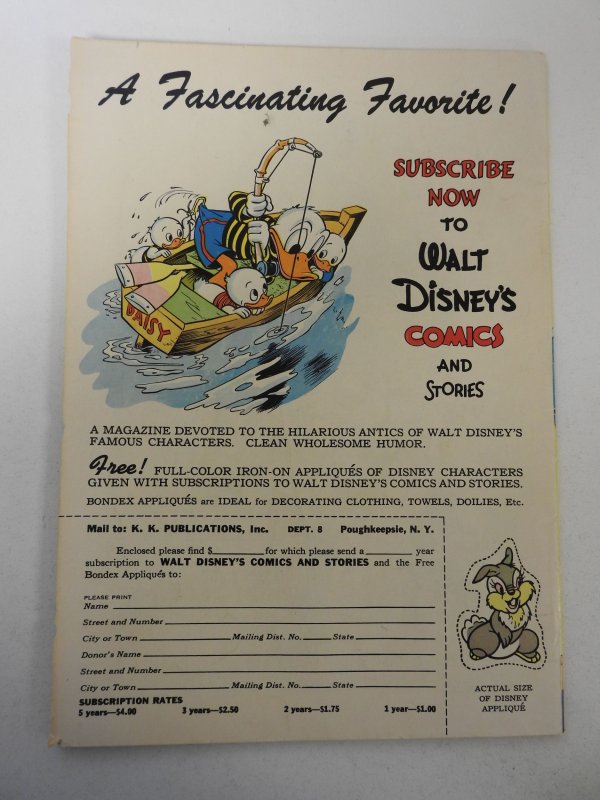 A Fascinating Favorite!
SUBSCRIBE
NOW
TO
WALT
DISNEY'S
COMICS
AND
STORIES
DAISY
A MAGAZINE DEVOTED TO THE HILARIOUS ANTICS OF WALT DISNEY'S
FAMOUS CHARACTERS. CLEAN WHOLESOME HUMOR.
Free! FULL-COLOR IRON-ON APPLIQUÉS OF DISNEY CHARACTERS
GIVEN WITH SUBSCRIPTIONS TO WALT DISNEY'S COMICS AND STORIES.
BONDEX APPLIQUÉS are IDEAL for DECORATING CLOTHING, TOWELS, DOILIES, Etc.
Mail to: K. K. PUBLICATIONS, Inc. DEPT. 8 Poughkeepsie, N. Y.
Enclosed please find $ for which please send a year
subscription to WALT DISNEY'S COMICS AND STORIES and the Free
Bondex Appliqués to:
PLEASE PRINT
Name
Street and Number
City or Town Mailing Dist. No. State
Donor's Name
Street and Number
City or Town Mailing Dist. No. State
SUBSCRIPTION RATES
5 years—$4.00 3 years—$2.50 2 years—$1.75 1 year—$1.00
ACTUAL SIZE
OF DISNEY
APPLIQUÉ